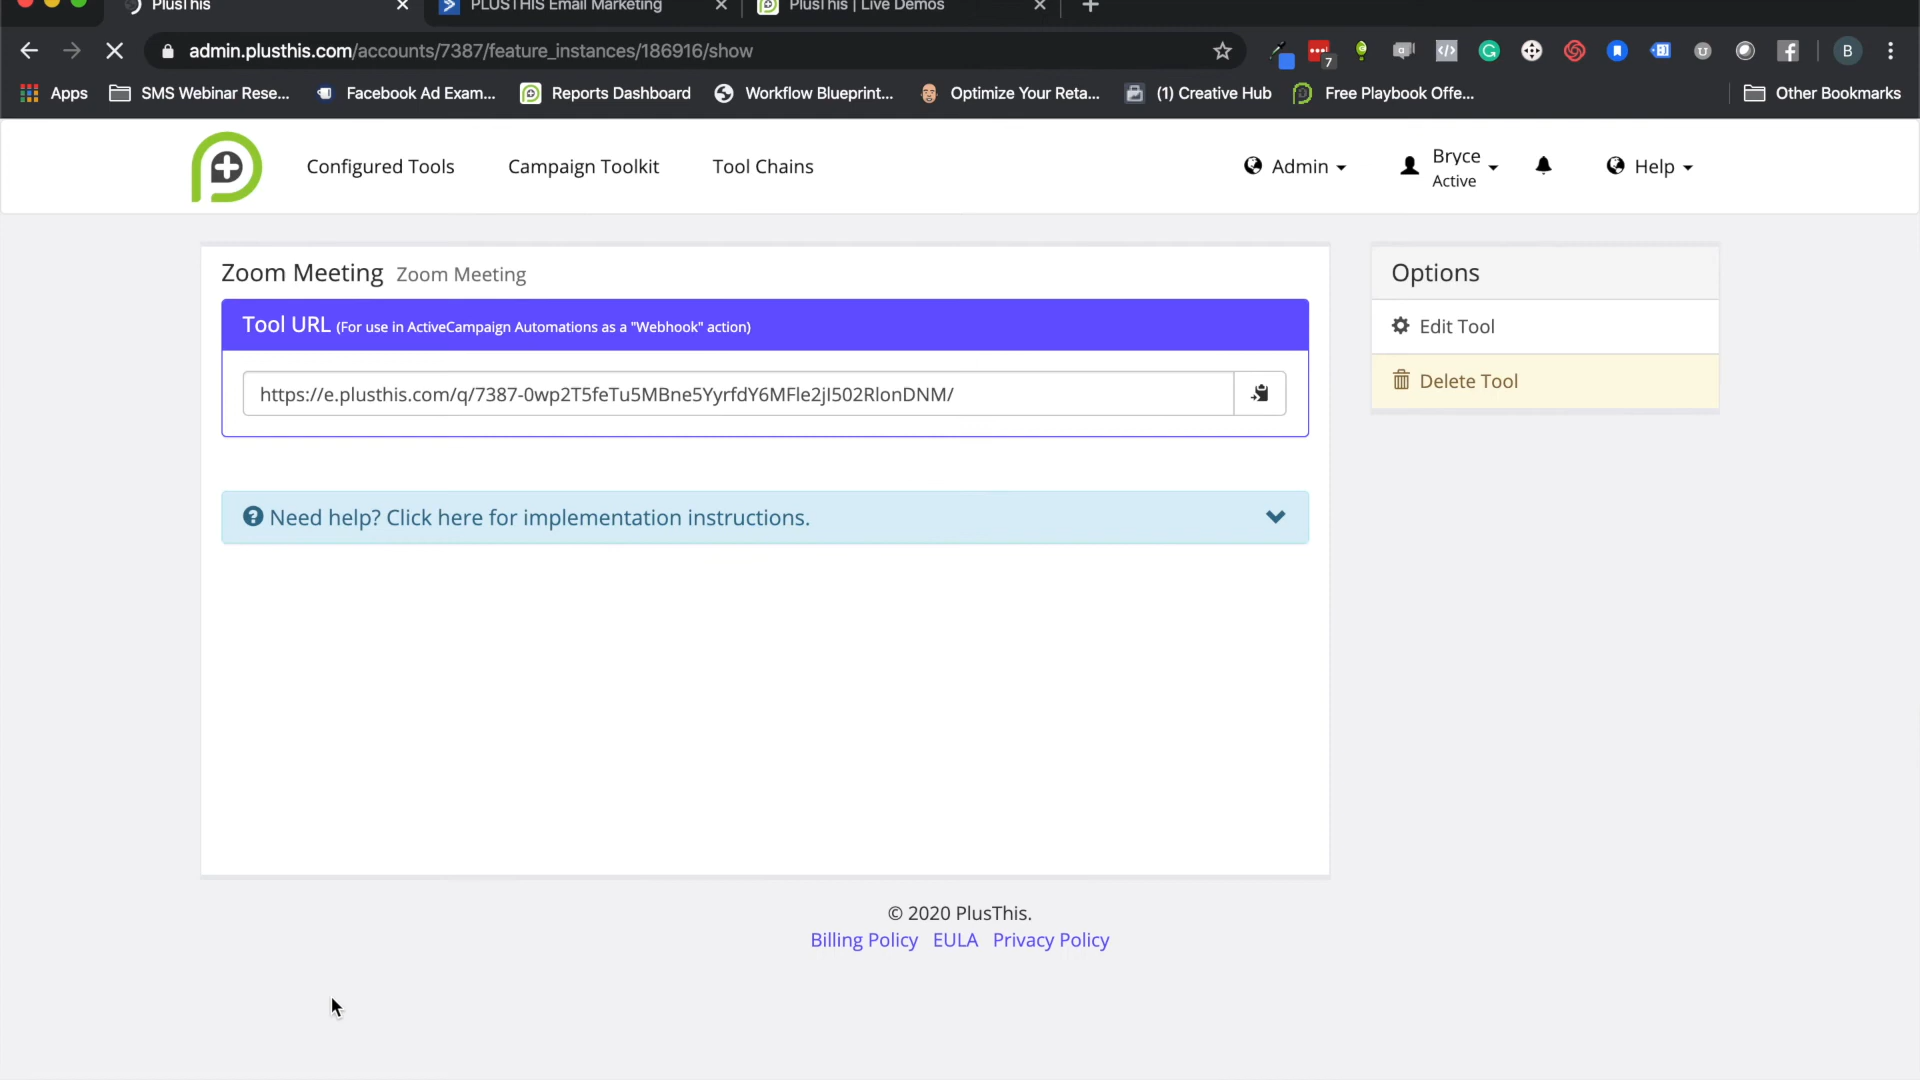 PlusThis
PLUSTHIS Email Marketing
PlusThis | Live Demos
admin.plusthis.com/accounts/7387/feature_instances/186916/show
7
B
Apps
SMS Webinar Rese...
Facebook Ad Exam...
Reports Dashboard
Workflow Blueprint...
Optimize Your Reta...
(1) Creative Hub
Free Playbook Offe...
Other Bookmarks
Configured Tools
Campaign Toolkit
Tool Chains
Admin
Bryce
Active
Help
Zoom Meeting Zoom Meeting
Tool URL (For use in ActiveCampaign Automations as a "Webhook" action)
https://e.plusthis.com/q/7387-0wp2T5feTu5MBne5YyrfdY6MFle2jI502RlonDNM/
Need help? Click here for implementation instructions.
Options
Edit Tool
Delete Tool
© 2020 PlusThis.
Billing Policy EULA Privacy Policy